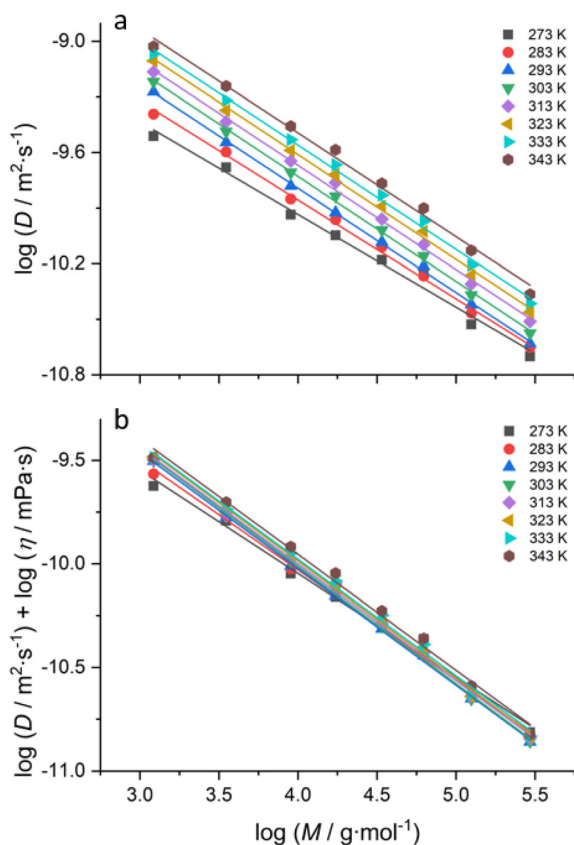 a
log (D / m²·s⁻¹)
-9.0
-9.6
-10.2
-10.8
273 K
283 K
293 K
303 K
313 K
323 K
333 K
343 K
b
log (D / m²·s⁻¹) + log (η / mPa·s)
-9.5
-10.0
-10.5
-11.0
273 K
283 K
293 K
303 K
313 K
323 K
333 K
343 K
3.0 3.5 4.0 4.5 5.0 5.5
log (M / g·mol⁻¹)